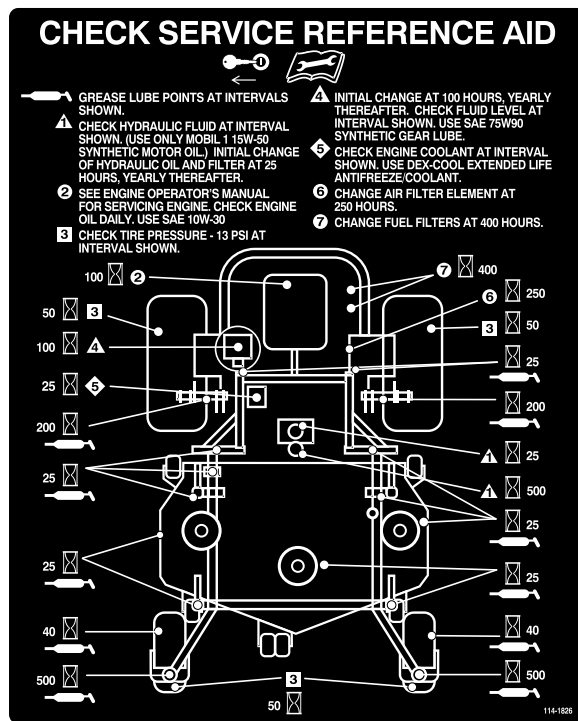 CHECK SERVICE REFERENCE AID
GREASE LUBE POINTS AT INTERVALS
SHOWN.
1 CHECK HYDRAULIC FLUID AT INTERVAL
SHOWN. (USE ONLY MOBIL 1 15W-50
SYNTHETIC MOTOR OIL.) INITIAL CHANGE
OF HYDRAULIC OIL AND FILTER AT 25
HOURS, YEARLY THEREAFTER.
2 SEE ENGINE OPERATOR'S MANUAL
FOR SERVICING ENGINE. CHECK ENGINE
OIL DAILY. USE SAE 10W-30
3 CHECK TIRE PRESSURE - 13 PSI AT
INTERVAL SHOWN.
4 INITIAL CHANGE AT 100 HOURS, YEARLY
THEREAFTER. CHECK FLUID LEVEL AT
INTERVAL SHOWN. USE SAE 75W90
SYNTHETIC GEAR LUBE.
5 CHECK ENGINE COOLANT AT INTERVAL
SHOWN. USE DEX-COOL EXTENDED LIFE
ANTIFREEZE/COOLANT.
6 CHANGE AIR FILTER ELEMENT AT
250 HOURS.
7 CHANGE FUEL FILTERS AT 400 HOURS.
100 2
7 400
6 250
50 3
3 50
100 4
25
25 5
200
200
1 25
25
1 500
25
25
25
40
40
500
500
3
50
114-1826